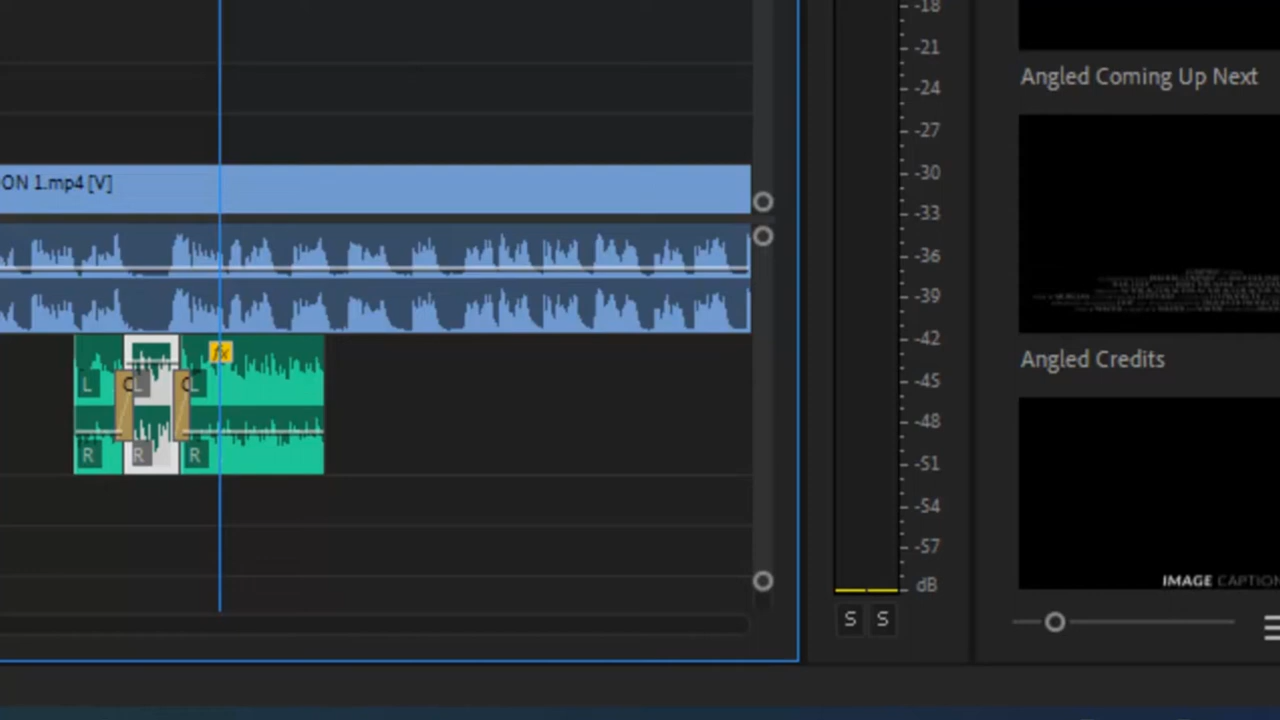 -18
-21
-24
Angled Coming Up Next
-27
-30
ON 1.mp4 [V]
-33
-36
-39
-42
fx
Angled Credits
L
C
L
C
L
-45
-48
R
R
R
-51
-54
-57
dB
IMAGE CAPTION
S
S